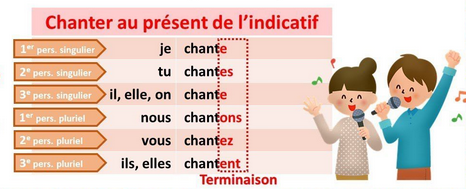 Chanter au présent de l'indicatif
1er pers. singulier je chante
2e pers. singulier tu chantes
3e pers. singulier il, elle, on chante
1er pers. pluriel nous chantons
2e pers. pluriel vous chantez
3e pers. pluriel ils, elles chantent
Terminaison